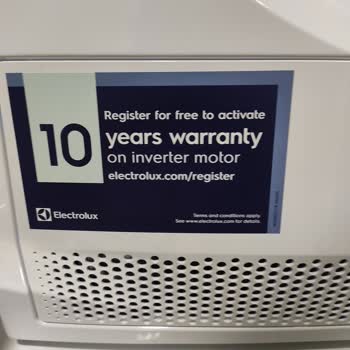 Register for free to activate
10 years warranty
on inverter motor
electrolux.com/register
Electrolux
Terms and conditions apply.
See www.electrolux.com for details.